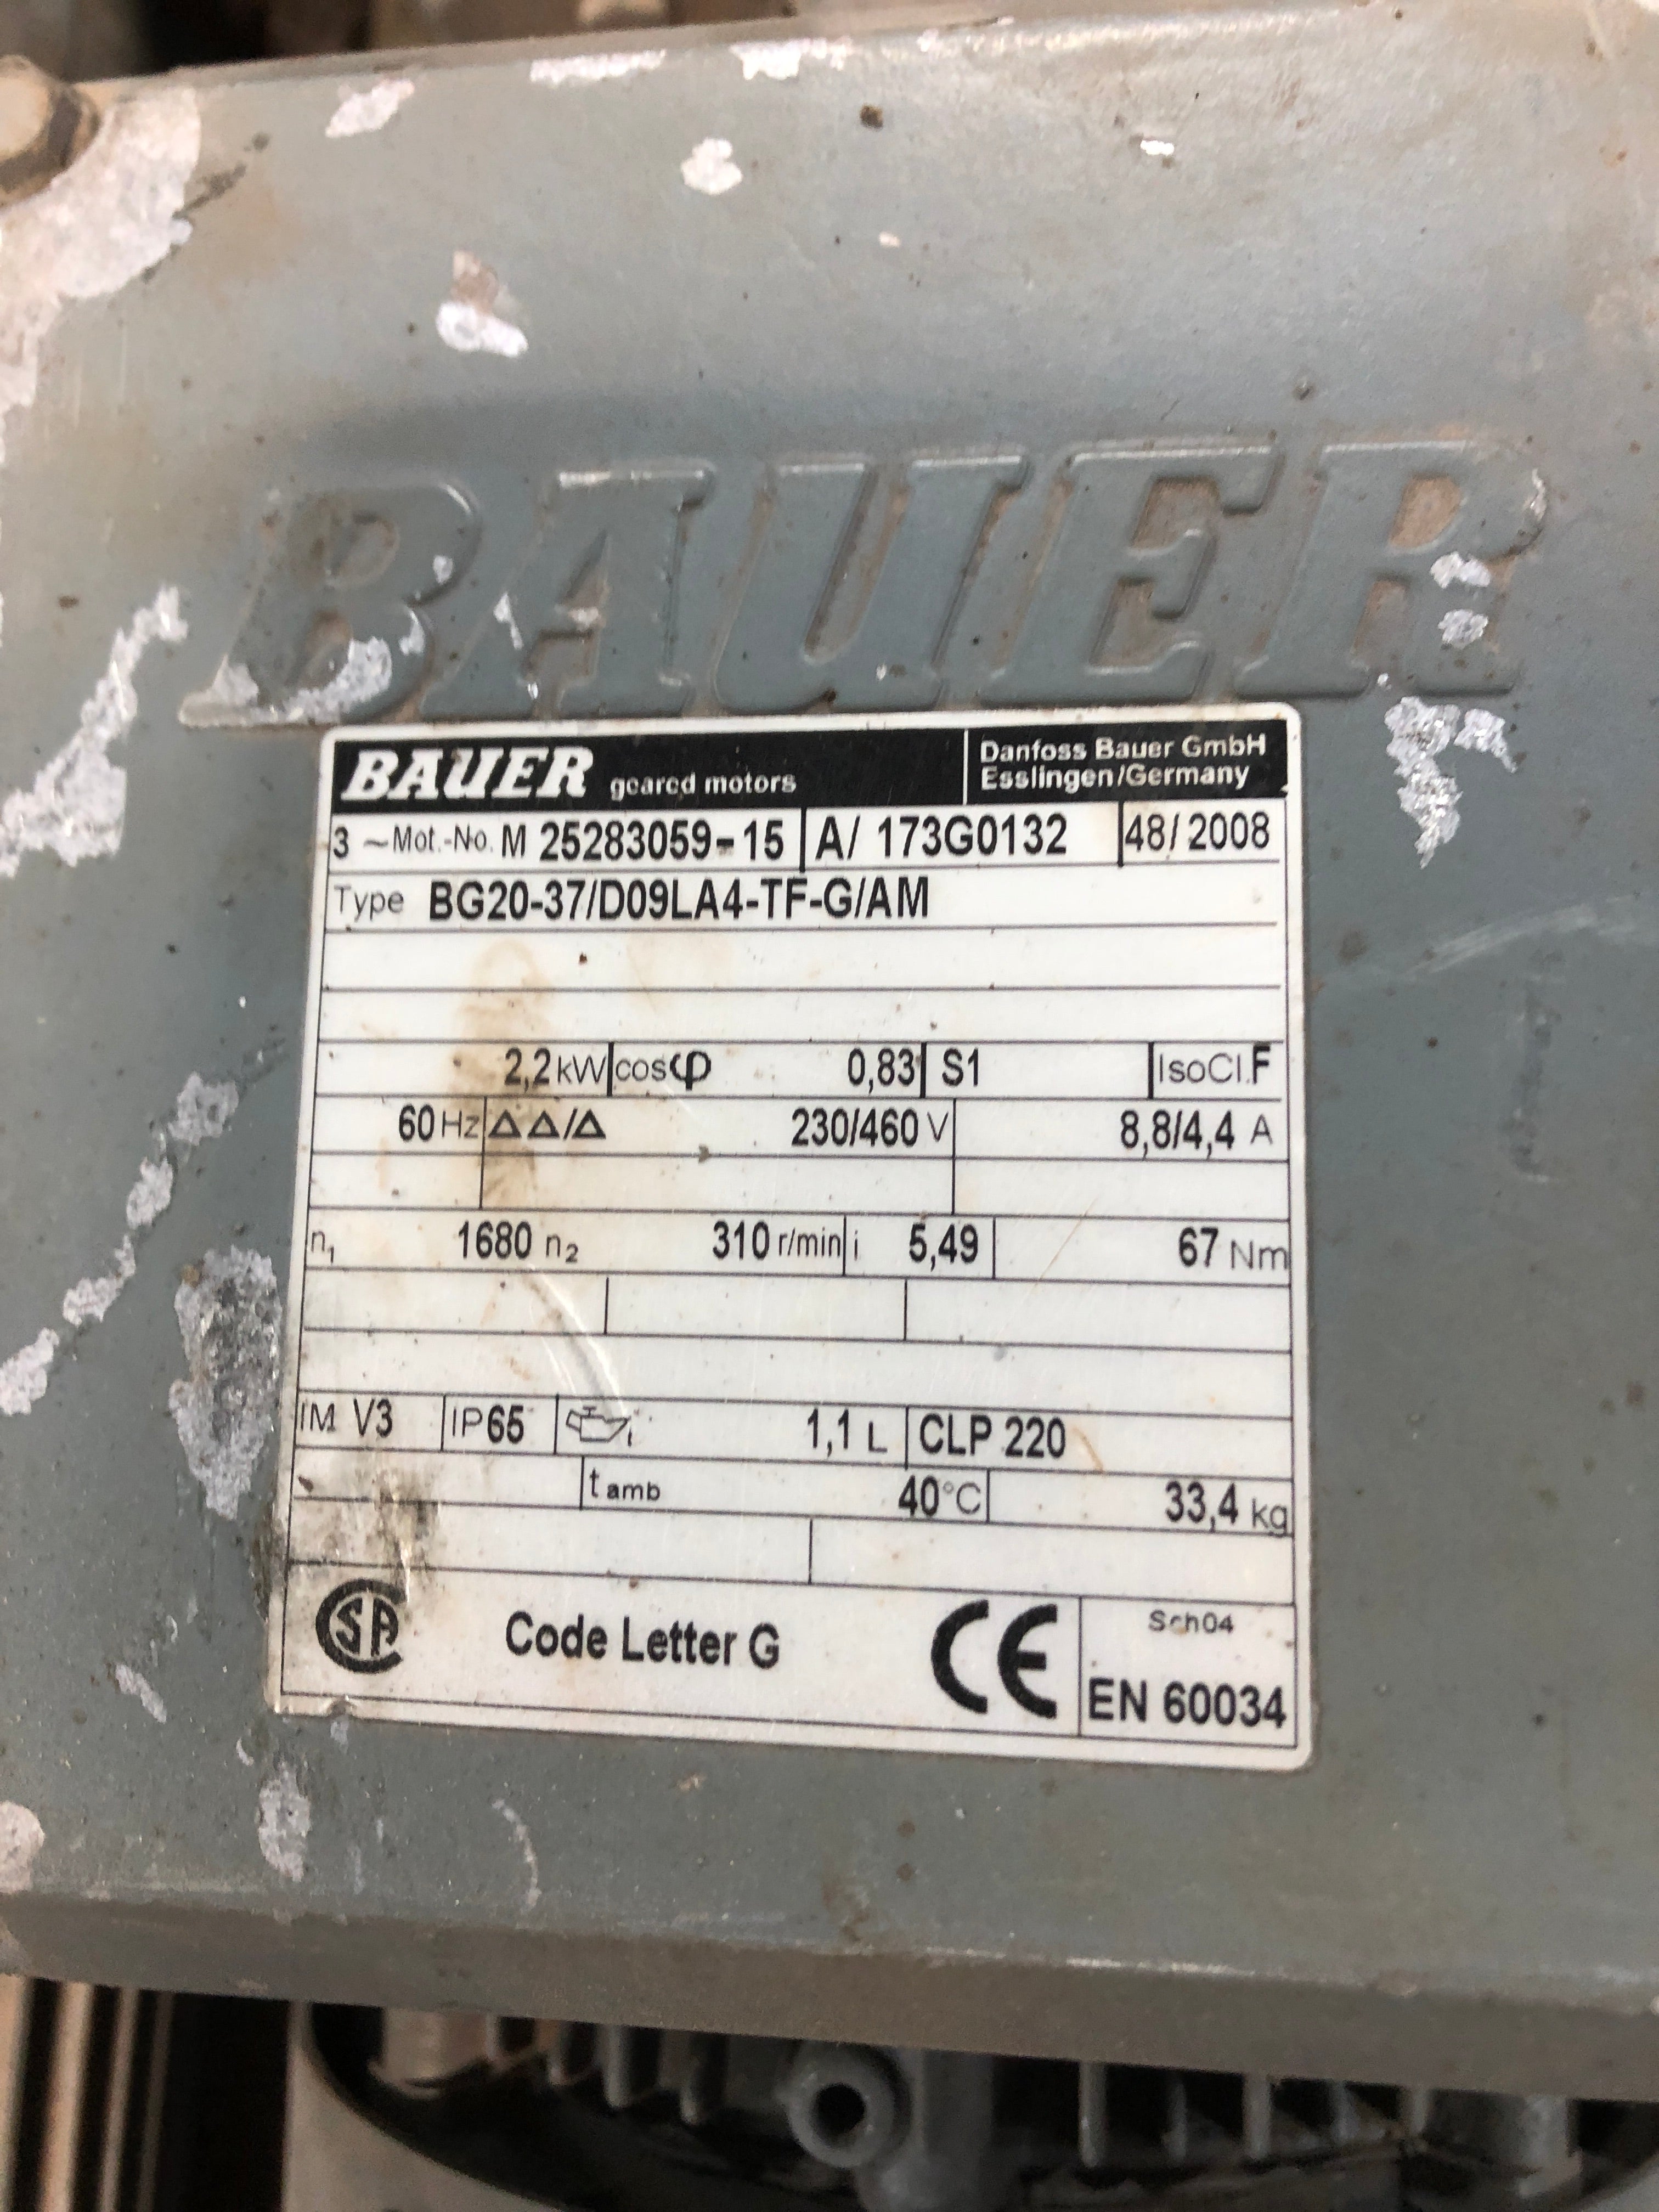 BAUER
BAUER geared motors Danfoss Bauer GmbH
Esslingen/Germany
3 ~Mot.-No. M 25283059-15 A/ 173G0132 48/2008
Type BG20-37/D09LA4-TF-G/AM
2,2 kW cosφ 0,83 S1 IsoCl.F
60 Hz ΔΔ/Δ 230/460 V 8,8/4,4 A
n₁ 1680 n₂ 310 r/min i 5,49 67 Nm
IM V3 IP65 1,1 L CLP 220
t amb 40°C 33,4 kg
SA Code Letter G CE Sch04
EN 60034